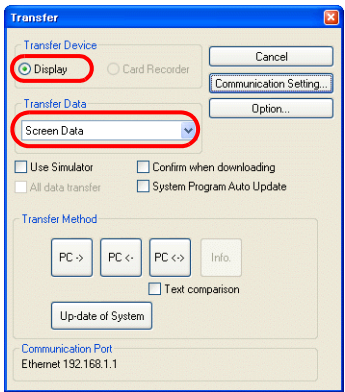 Transfer
Transfer Device
Display
Card Recorder
Cancel
Communication Setting...
Option...
Transfer Data
Screen Data
Use Simulator
Confirm when downloading
All data transfer
System Program Auto Update
Transfer Method
PC ->
PC <-
PC <->
Info.
Text comparison
Up-date of System
Communication Port
Ethernet 192.168.1.1